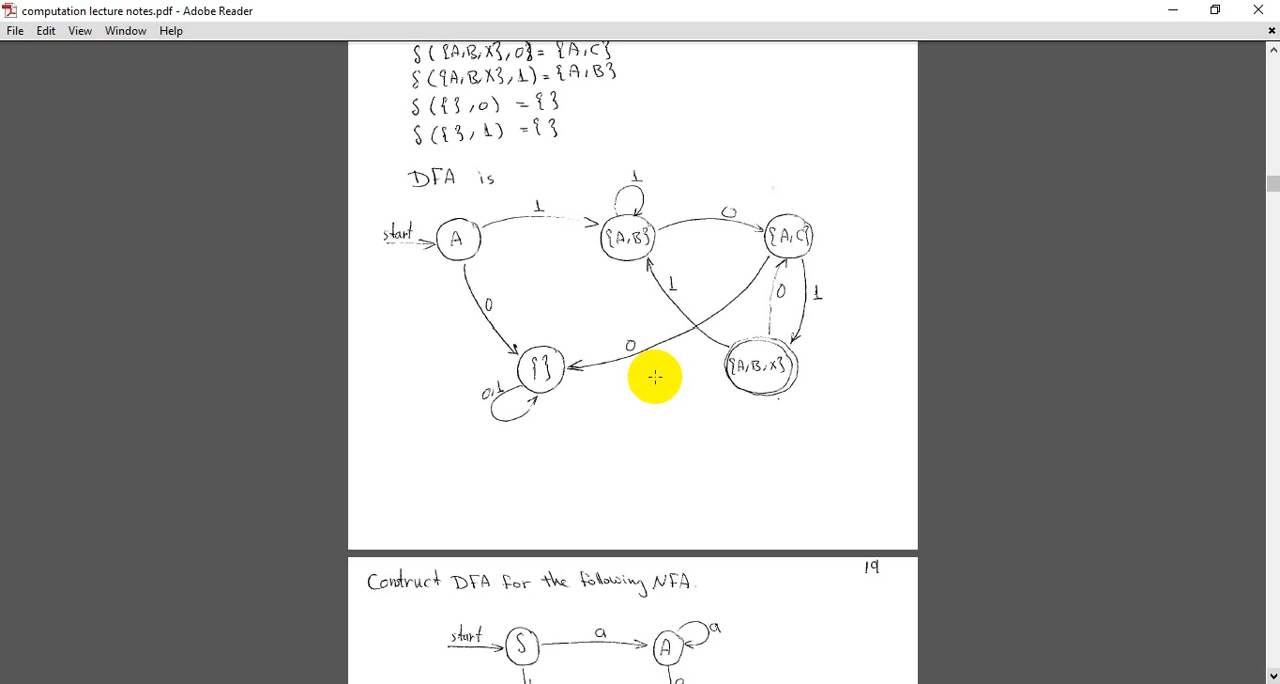 computation lecture notes.pdf - Adobe Reader
File Edit View Window Help
δ({A,B,X},0}= {A,C}
δ({A,B,X},1)={A,B}
δ({},0) ={}
δ({},1) ={}
DFA is
1
1
0
start
A
{A,B}
{A,C}
0
1
0
1
0
{}
{A,B,X}
0,1
19
Construct DFA for the following NFA.
start
S
a
A
a